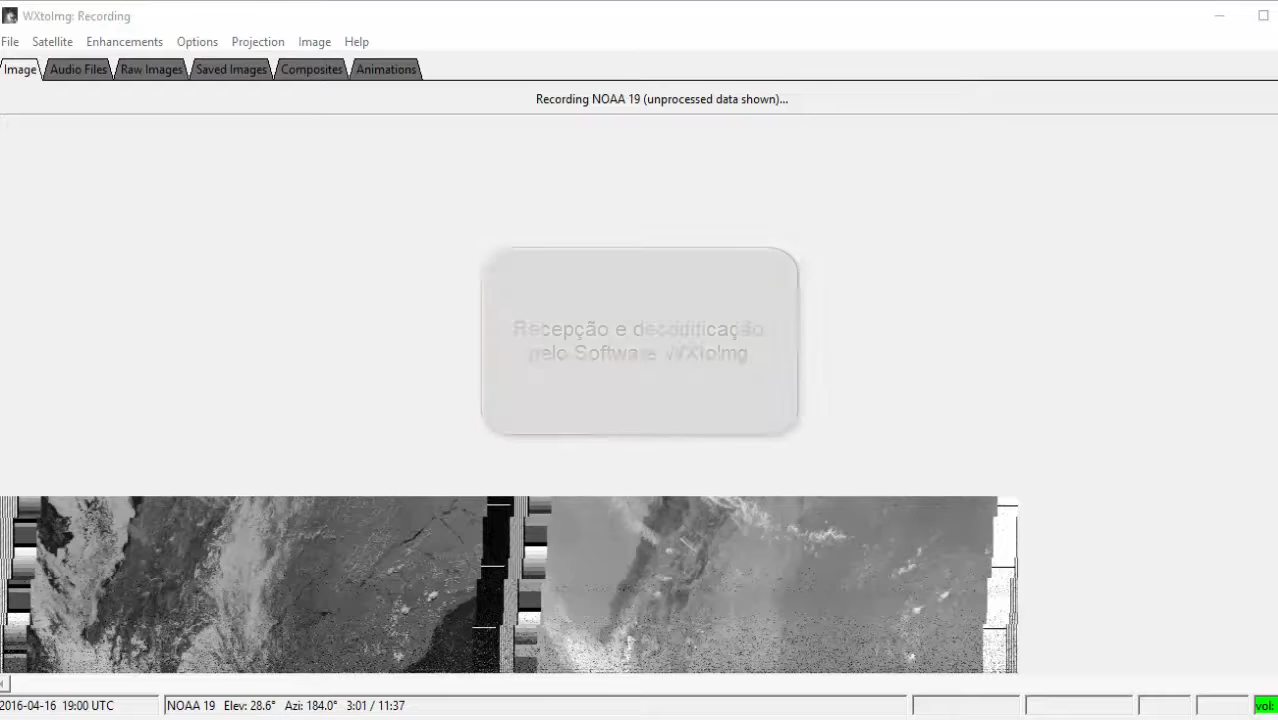 WXtoImg: Recording
File Satellite Enhancements Options Projection Image Help
Image Audio Files Raw Images Saved Images Composites Animations
Recording NOAA 19 (unprocessed data shown)...
Recepção e decodificação
pelo Software WXToImg
2016-04-16 19:00 UTC NOAA 19 Elev: 28.6° Azi: 184.0° 3:01 / 11:37 vol: